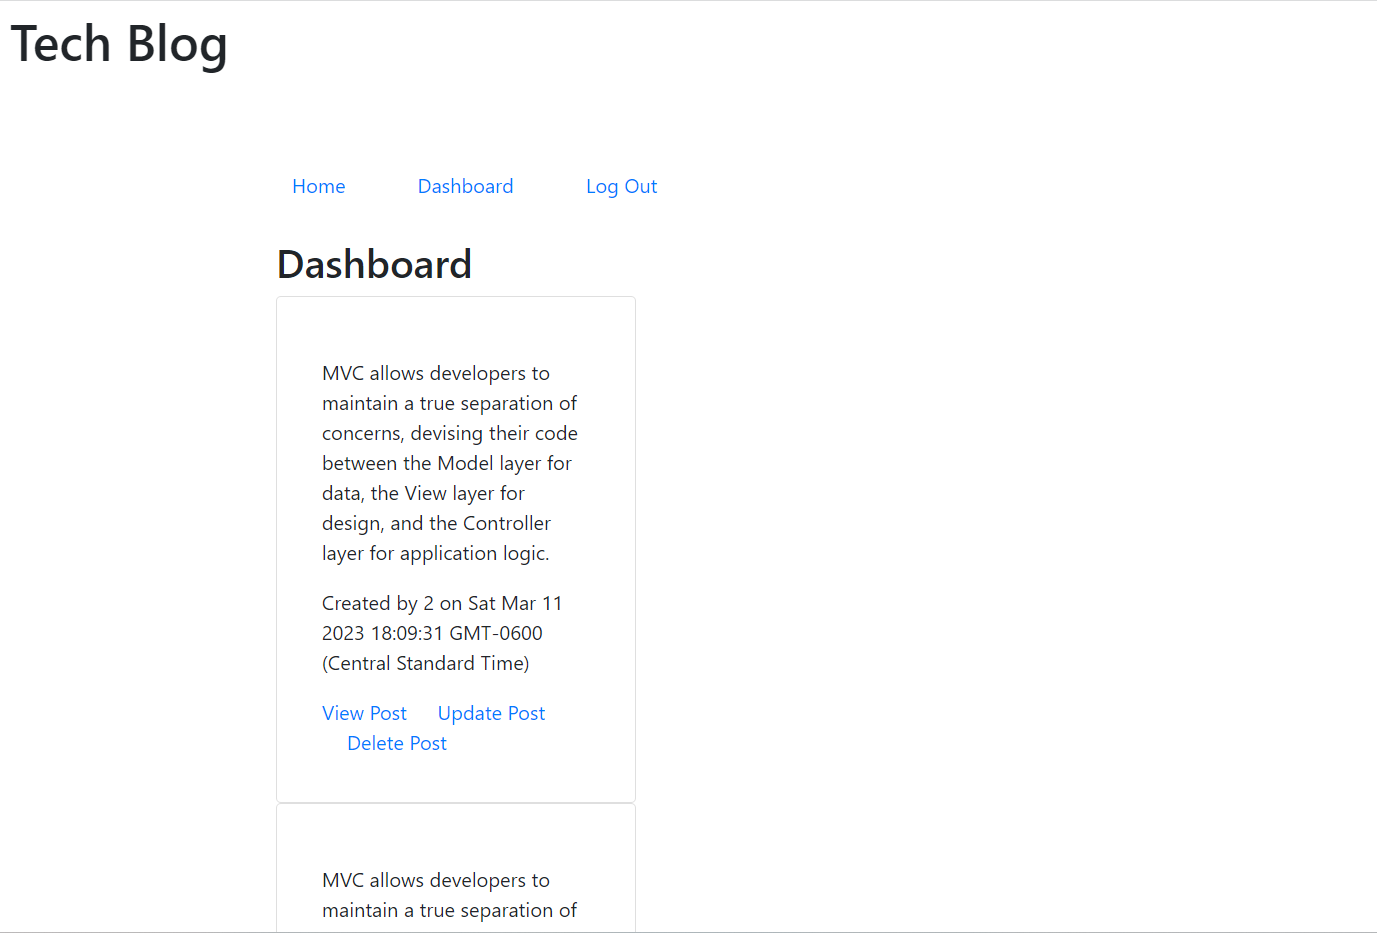 Tech Blog
Home Dashboard Log Out
Dashboard
MVC allows developers to
maintain a true separation of
concerns, devising their code
between the Model layer for
data, the View layer for
design, and the Controller
layer for application logic.
Created by 2 on Sat Mar 11
2023 18:09:31 GMT-0600
(Central Standard Time)
View Post Update Post
Delete Post
MVC allows developers to
maintain a true separation of